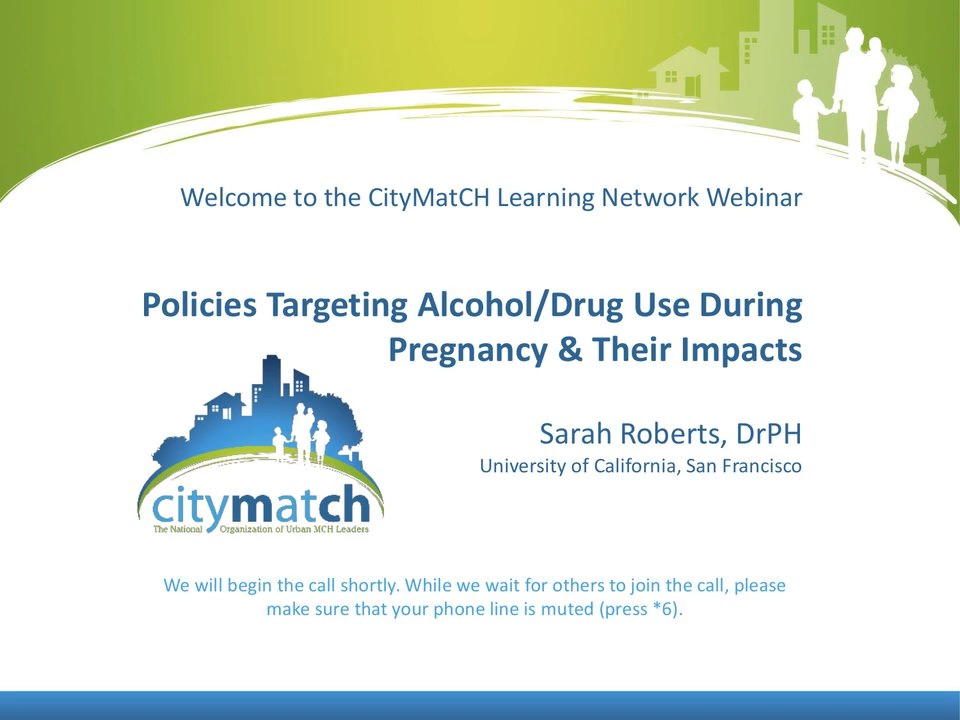 Welcome to the CityMatCH Learning Network Webinar
Policies Targeting Alcohol/Drug Use During
Pregnancy & Their Impacts
Sarah Roberts, DrPH
University of California, San Francisco
citymatch
The National Organization of Urban MCH Leaders
We will begin the call shortly. While we wait for others to join the call, please
make sure that your phone line is muted (press *6).